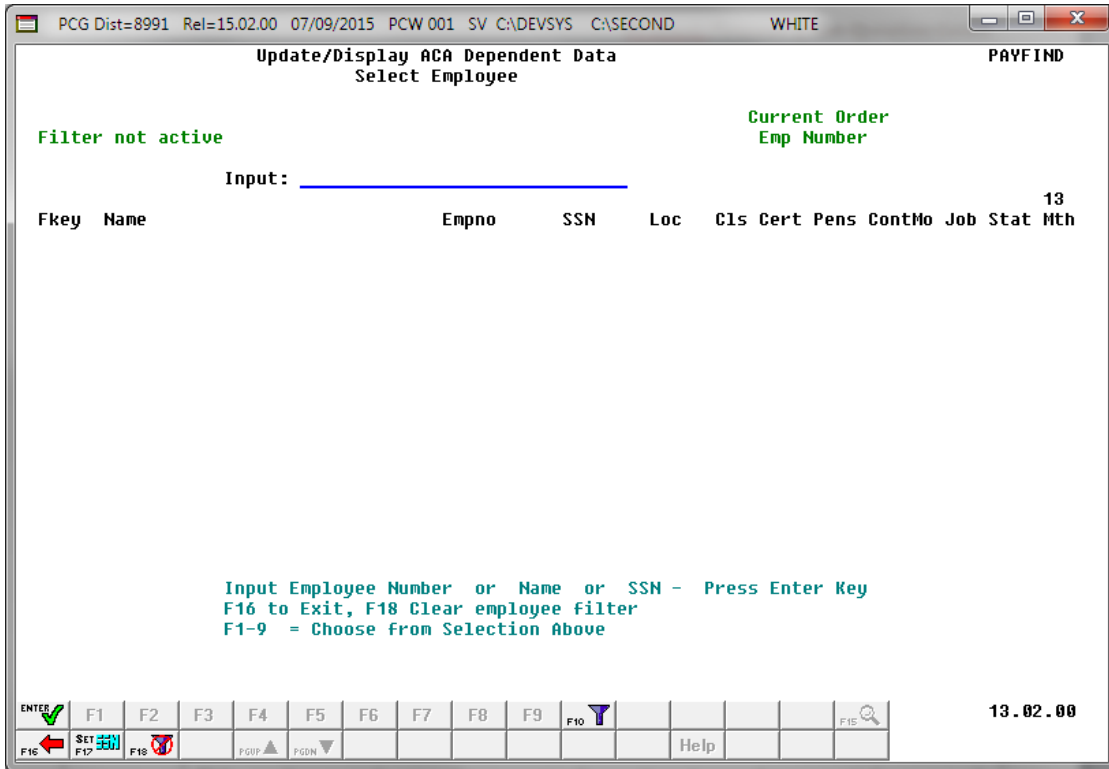 PCG Dist=8991 Rel=15.02.00 07/09/2015 PCW 001 SV C:\DEVSYS C:\SECOND WHITE
Update/Display ACA Dependent Data PAYFIND
Select Employee
Current Order
Filter not active Emp Number
Input:
13
Fkey Name Empno SSN Loc Cls Cert Pens ContMo Job Stat Mth
Input Employee Number or Name or SSN - Press Enter Key
F16 to Exit, F18 Clear employee filter
F1-9 = Choose from Selection Above
ENTER F1 F2 F3 F4 F5 F6 F7 F8 F9 F10 F15 13.02.00
F16 SET F17 SSN F18 PGUP PGDN Help